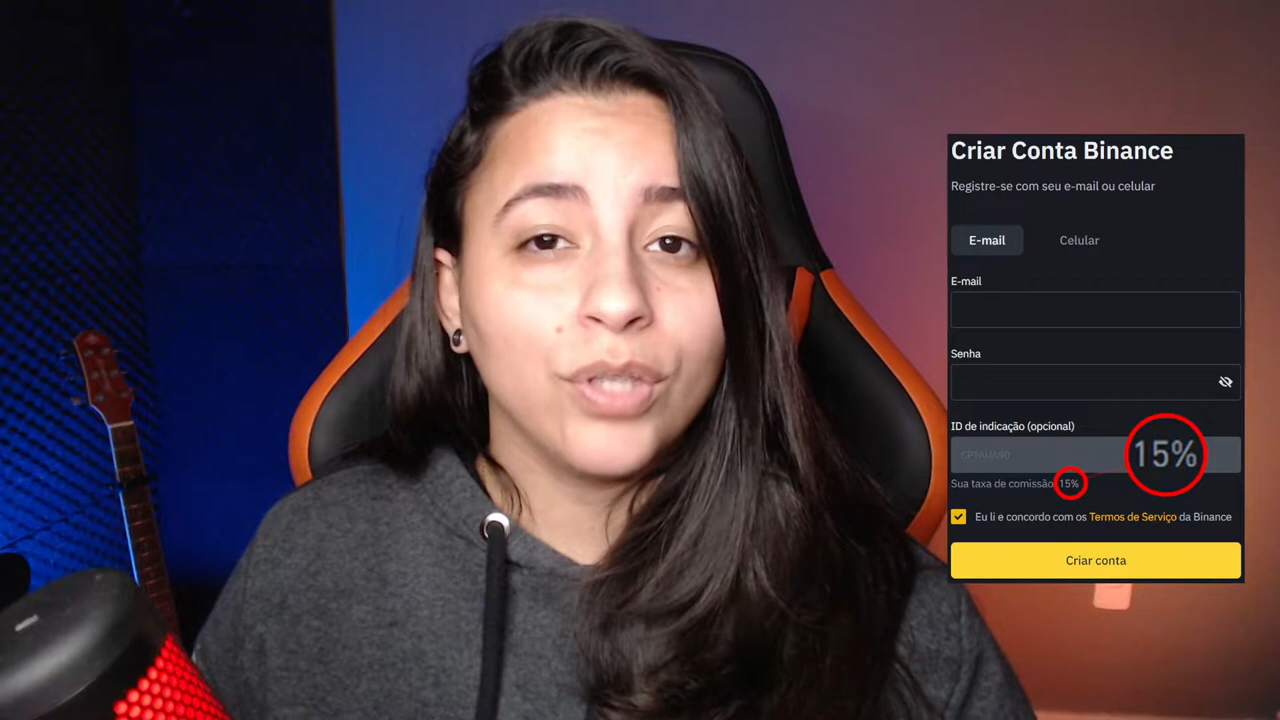 Criar Conta Binance
Registre-se com seu e-mail ou celular
E-mail Celular
E-mail
Senha
ID de indicação (opcional)
15%
Sua taxa de comissão 15%
Eu li e concordo com os Termos de Serviço da Binance
Criar conta